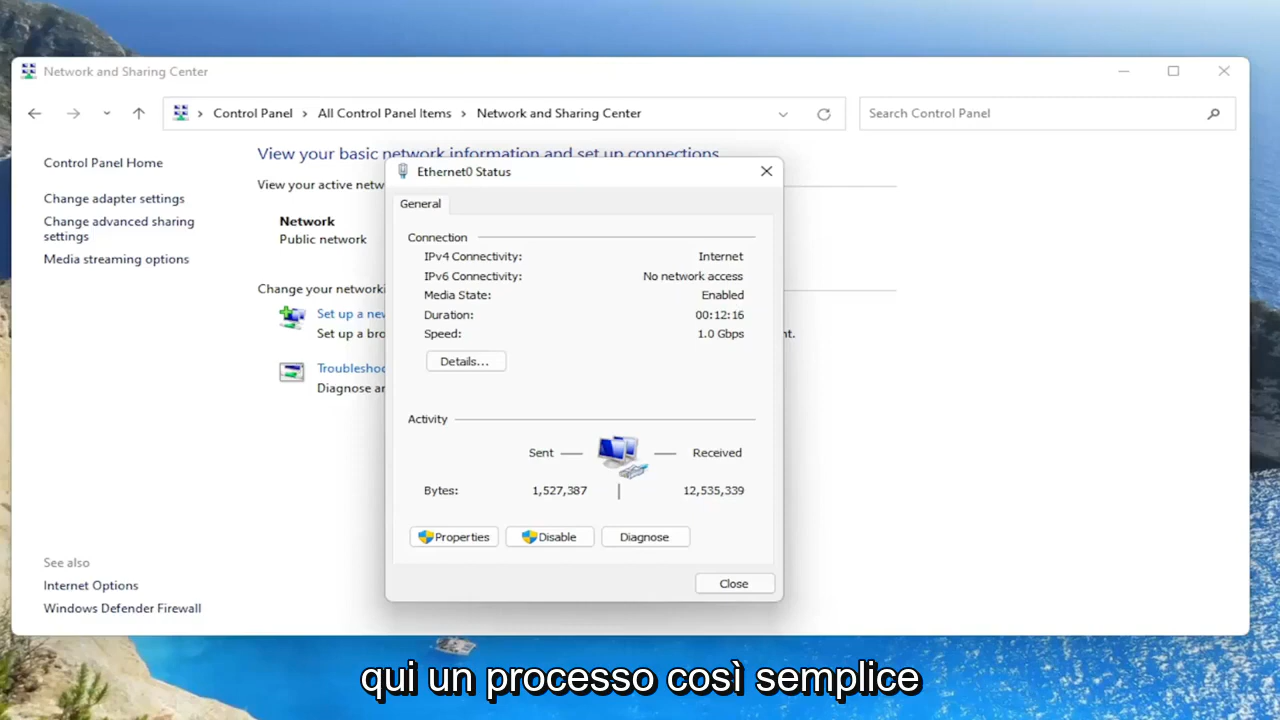 Network and Sharing Center
Control Panel
All Control Panel Items
Network and Sharing Center
Search Control Panel
Control Panel Home
Change adapter settings
Change advanced sharing
settings
Media streaming options
See also
Internet Options
Windows Defender Firewall
View your basic network information and set up connections
View your active netw
Network
Public network
Change your networki
Set up a new
Set up a bro
nt.
Troubleshoo
Diagnose an
Ethernet0 Status
General
Connection
IPv4 Connectivity: Internet
IPv6 Connectivity: No network access
Media State: Enabled
Duration: 00:12:16
Speed: 1.0 Gbps
Details...
Activity
Sent Received
Bytes: 1,527,387 12,535,339
Properties Disable Diagnose
Close
qui un processo così semplice